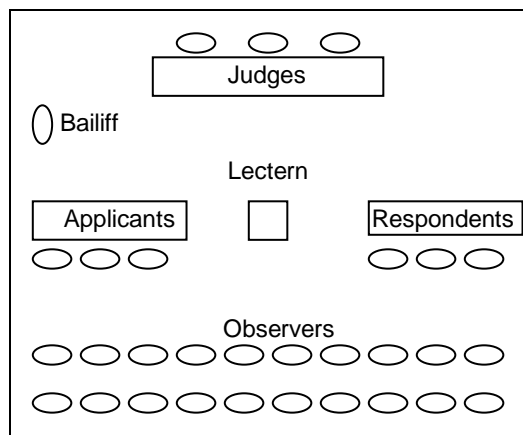 Judges
Bailiff
Lectern
Applicants
Respondents
Observers